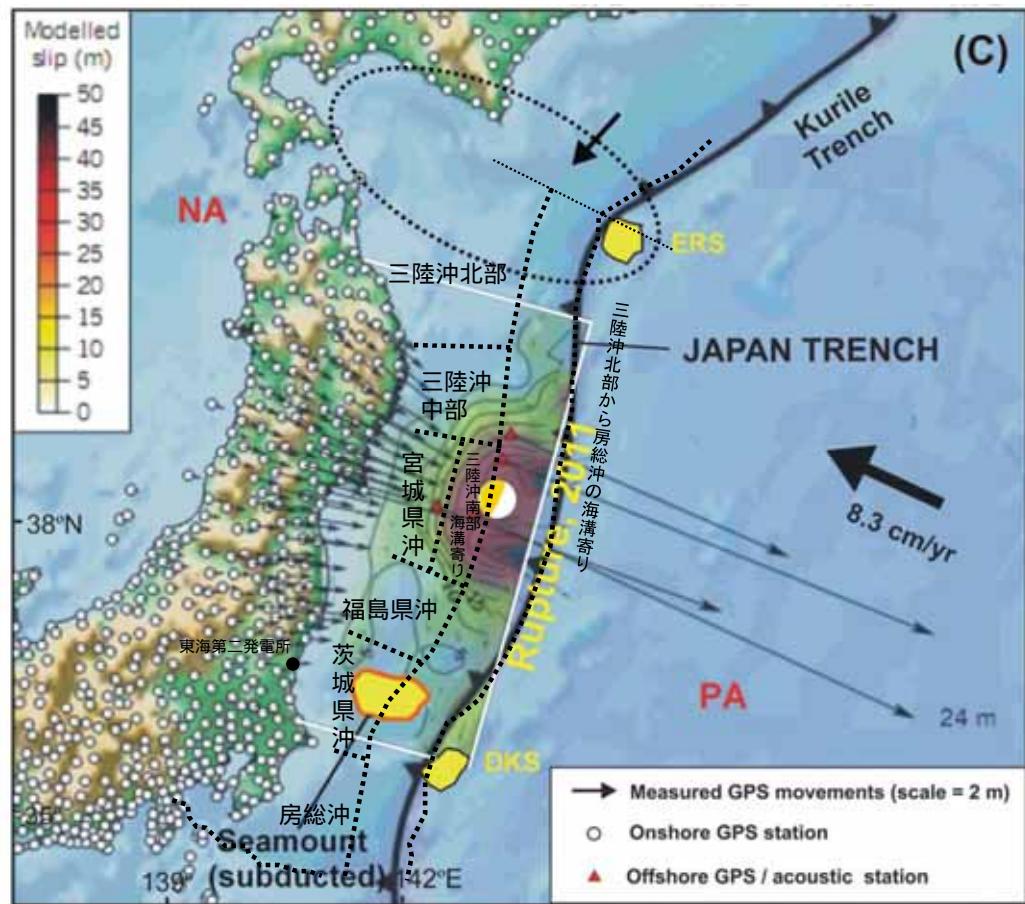 Modelled
slip (m)
50
45
40
35
30
25
20
15
10
5
0
(C)
Kurile
Trench
NA
ERS
三陸沖北部
JAPAN TRENCH
三陸沖北部から房総沖の海溝寄り
三陸沖
中部
宮城県沖
三陸沖南部
海溝寄り
Rupture, 2011
8.3 cm/yr
38°N
福島県沖
東海第二発電所
茨城県沖
PA
24 m
DKS
房総沖
Seamount
(subducted)
139°
142°E
Measured GPS movements (scale = 2 m)
Onshore GPS station
Offshore GPS / acoustic station